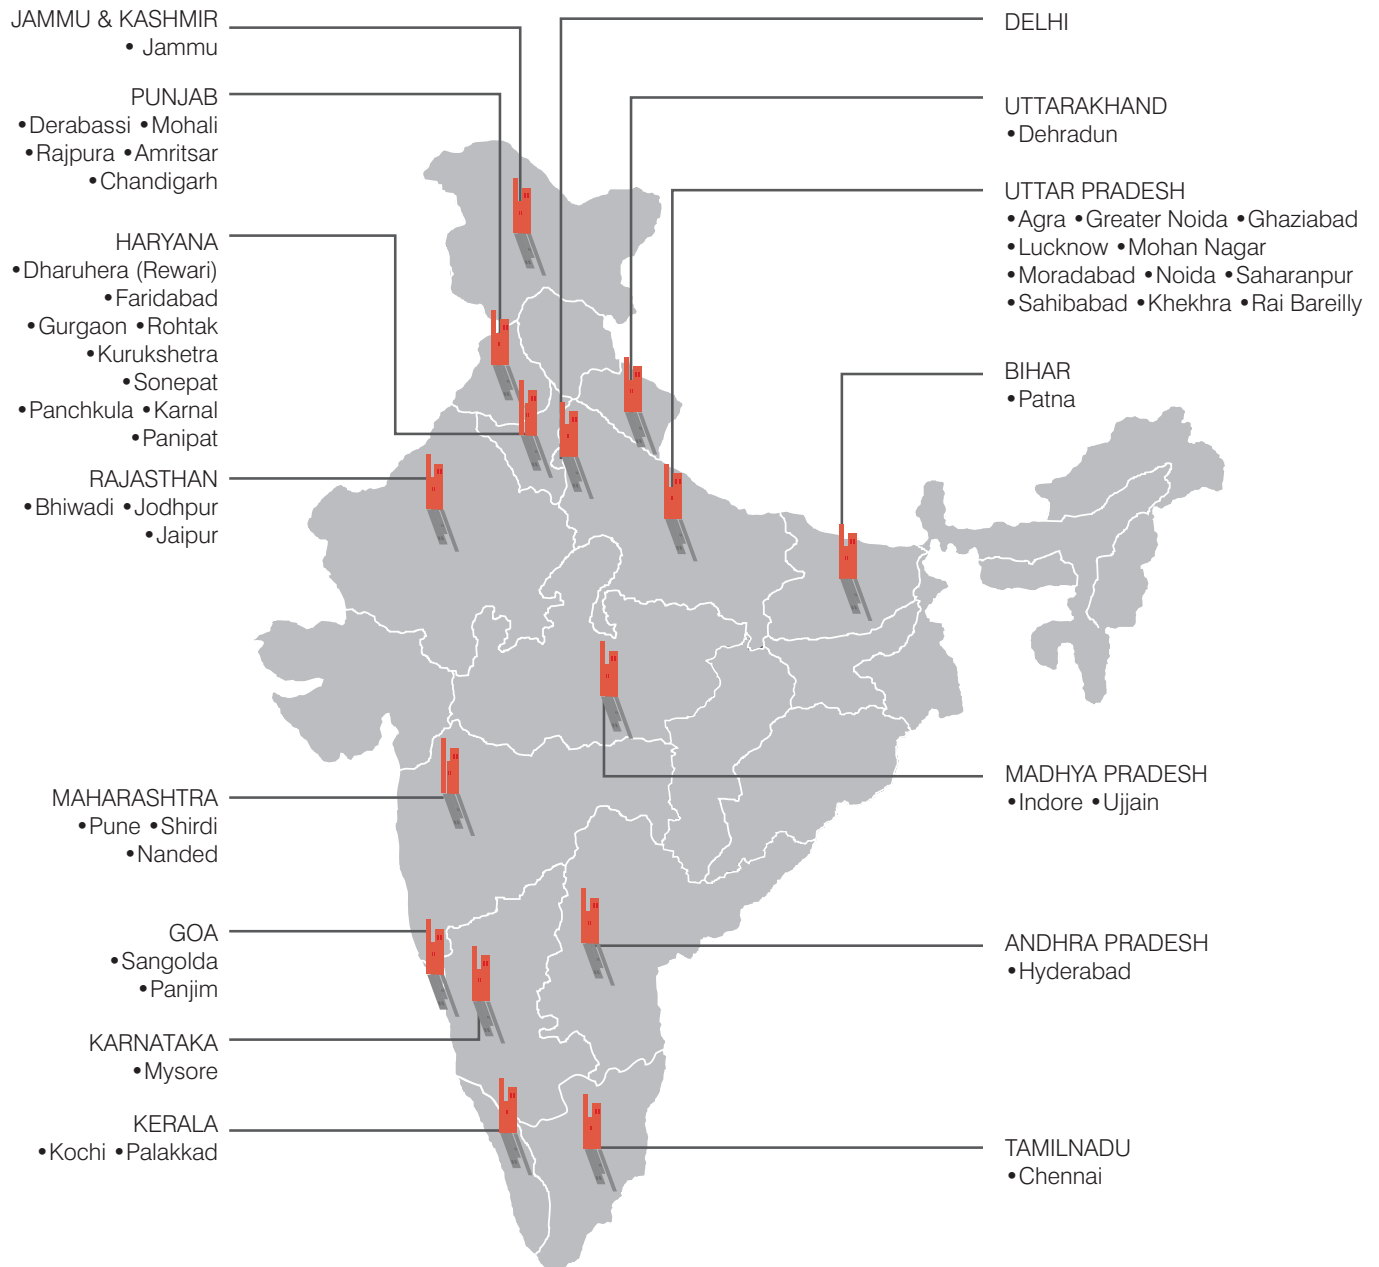 JAMMU & KASHMIR
• Jammu
PUNJAB
•Derabassi •Mohali
•Rajpura •Amritsar
•Chandigarh
HARYANA
•Dharuhera (Rewari)
•Faridabad
•Gurgaon •Rohtak
•Kurukshetra
•Sonepat
•Panchkula •Karnal
•Panipat
RAJASTHAN
•Bhiwadi •Jodhpur
•Jaipur
MAHARASHTRA
•Pune •Shirdi
•Nanded
GOA
•Sangolda
•Panjim
KARNATAKA
•Mysore
KERALA
•Kochi •Palakkad
DELHI
UTTARAKHAND
•Dehradun
UTTAR PRADESH
•Agra •Greater Noida •Ghaziabad
•Lucknow •Mohan Nagar
•Moradabad •Noida •Saharanpur
•Sahibabad •Khekhra •Rai Bareilly
BIHAR
•Patna
MADHYA PRADESH
•Indore •Ujjain
ANDHRA PRADESH
•Hyderabad
TAMILNADU
•Chennai